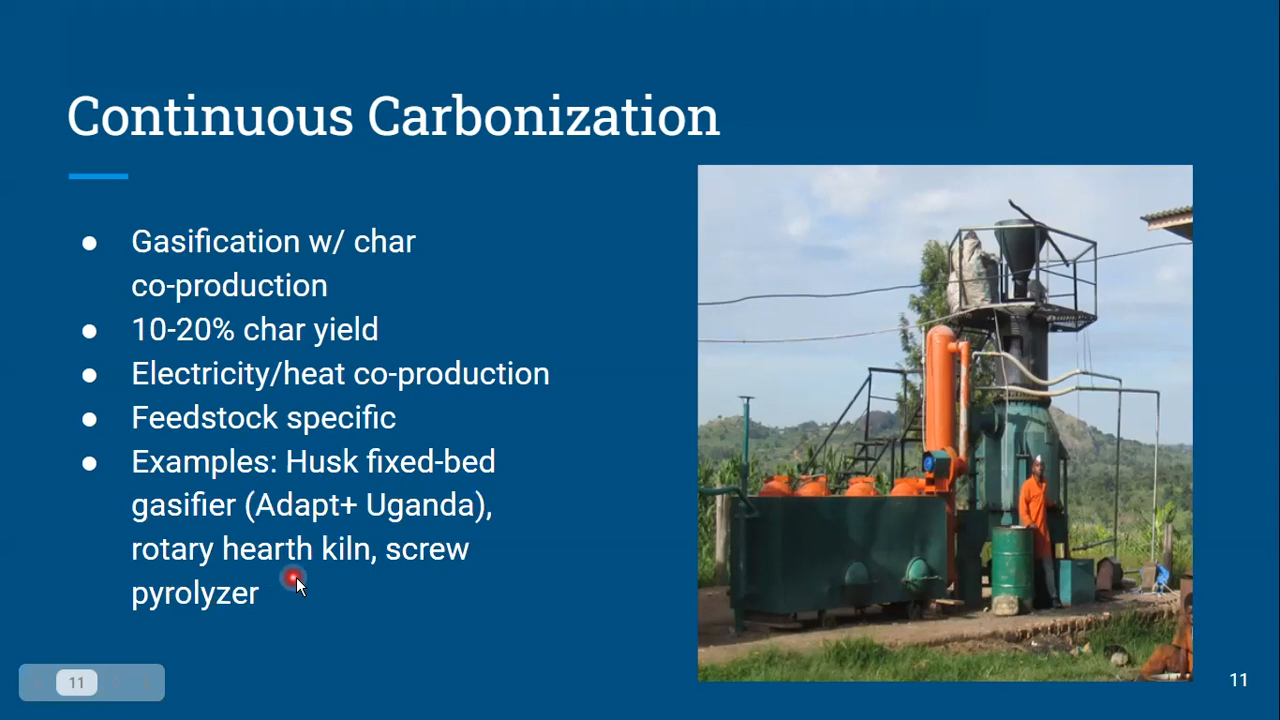 Continuous Carbonization
● Gasification w/ char
co-production
● 10-20% char yield
● Electricity/heat co-production
● Feedstock specific
● Examples: Husk fixed-bed
gasifier (Adapt+ Uganda),
rotary hearth kiln, screw
pyrolyzer
11
11